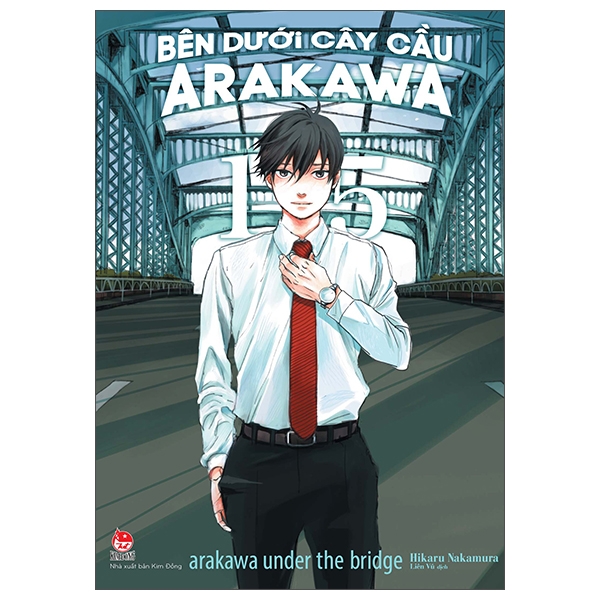 BÊN DƯỚI CÂY CẦU
ARAKAWA
15
arakawa under the bridge
Hikaru Nakamura
Liên Vũ dịch
Nhà xuất bản Kim Đồng